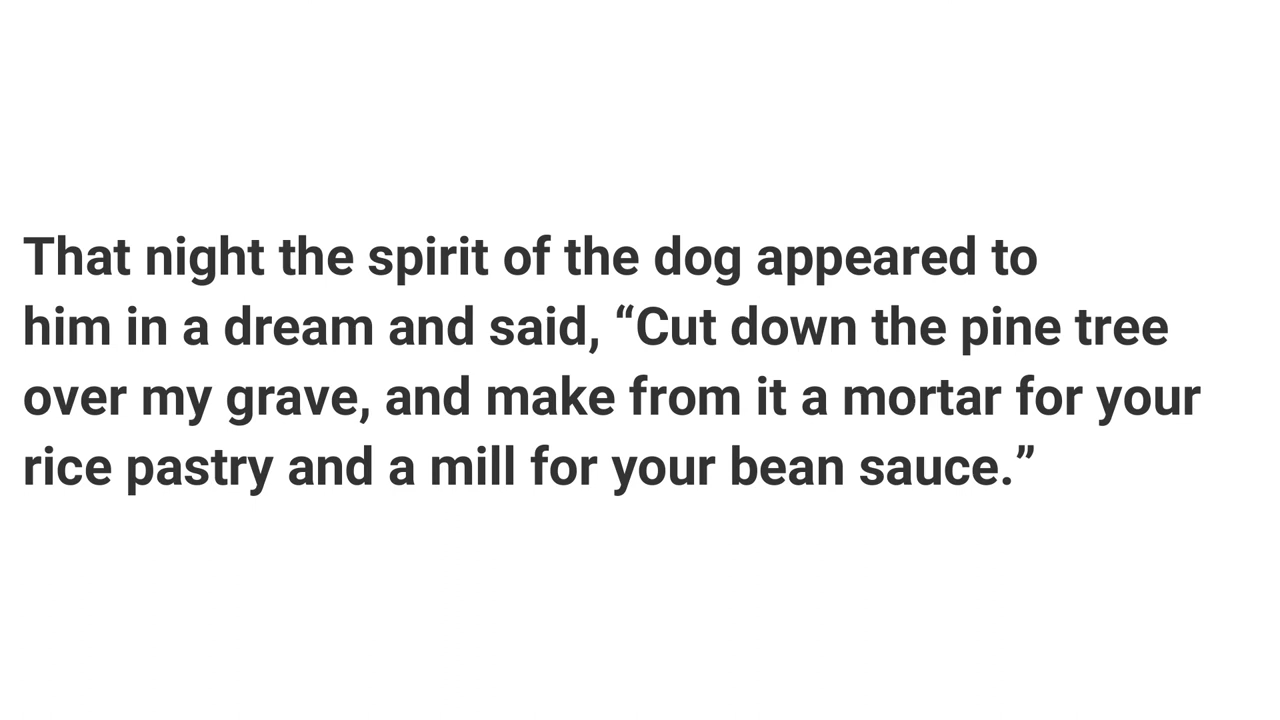 That night the spirit of the dog appeared to
him in a dream and said, “Cut down the pine tree
over my grave, and make from it a mortar for your
rice pastry and a mill for your bean sauce.”